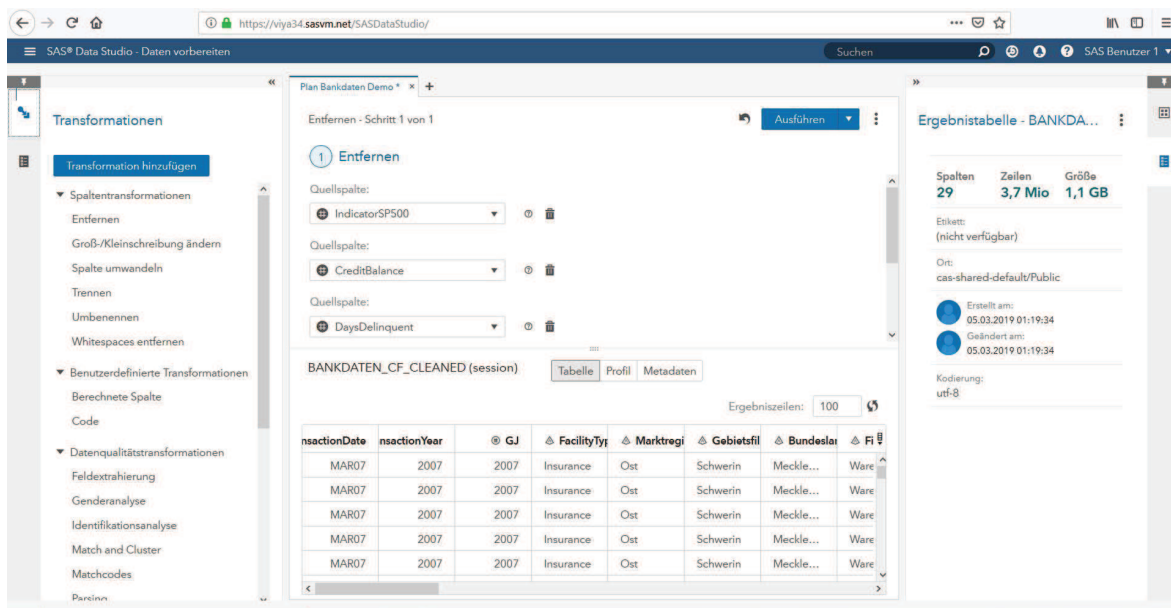 https://viya34.sasvm.net/SASDataStudio/
SAS® Data Studio - Daten vorbereiten
Suchen
SAS Benutzer 1
Transformationen
Transformation hinzufügen
Spaltentransformationen
Entfernen
Groß-/Kleinschreibung ändern
Spalte umwandeln
Trennen
Umbenennen
Whitespaces entfernen
Benutzerdefinierte Transformationen
Berechnete Spalte
Code
Datenqualitätstransformationen
Feldextrahierung
Genderanalyse
Identifikationsanalyse
Match and Cluster
Matchcodes
Parsing
Plan Bankdaten Demo *
Entfernen - Schritt 1 von 1
Ausführen
1 Entfernen
Quellspalte:
IndicatorSP500
Quellspalte:
CreditBalance
Quellspalte:
DaysDelinquent
BANKDATEN_CF_CLEANED (session)
Tabelle Profil Metadaten
Ergebniszeilen: 100
nsactionDate nsactionYear GJ FacilityTyp Marktregi Gebietsfil Bundeslan Fi
MAR07 2007 2007 Insurance Ost Schwerin Meckle... Ware
MAR07 2007 2007 Insurance Ost Schwerin Meckle... Ware
MAR07 2007 2007 Insurance Ost Schwerin Meckle... Ware
MAR07 2007 2007 Insurance Ost Schwerin Meckle... Ware
MAR07 2007 2007 Insurance Ost Schwerin Meckle... Ware
Ergebnistabelle - BANKDA...
Spalten Zeilen Größe
29 3,7 Mio 1,1 GB
Etikett:
(nicht verfügbar)
Ort:
cas-shared-default/Public
Erstellt am:
05.03.2019 01:19:34
Geändert am:
05.03.2019 01:19:34
Kodierung:
utf-8